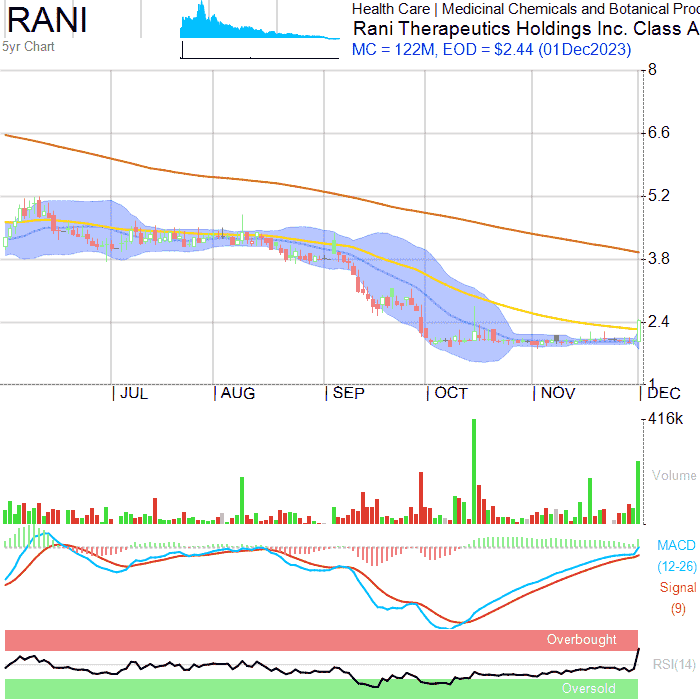 RANI
5yr Chart
Health Care | Medicinal Chemicals and Botanical
Rani Therapeutics Holdings Inc. Class A
MC = 122M, EOD = $2.44 (01Dec2023)
8
6.6
5.2
3.8
2.4
1
JUL AUG SEP OCT NOV DEC
416k
Volume
MACD
(12-26)
Signal
(9)
Overbought
RSI(14)
Oversold